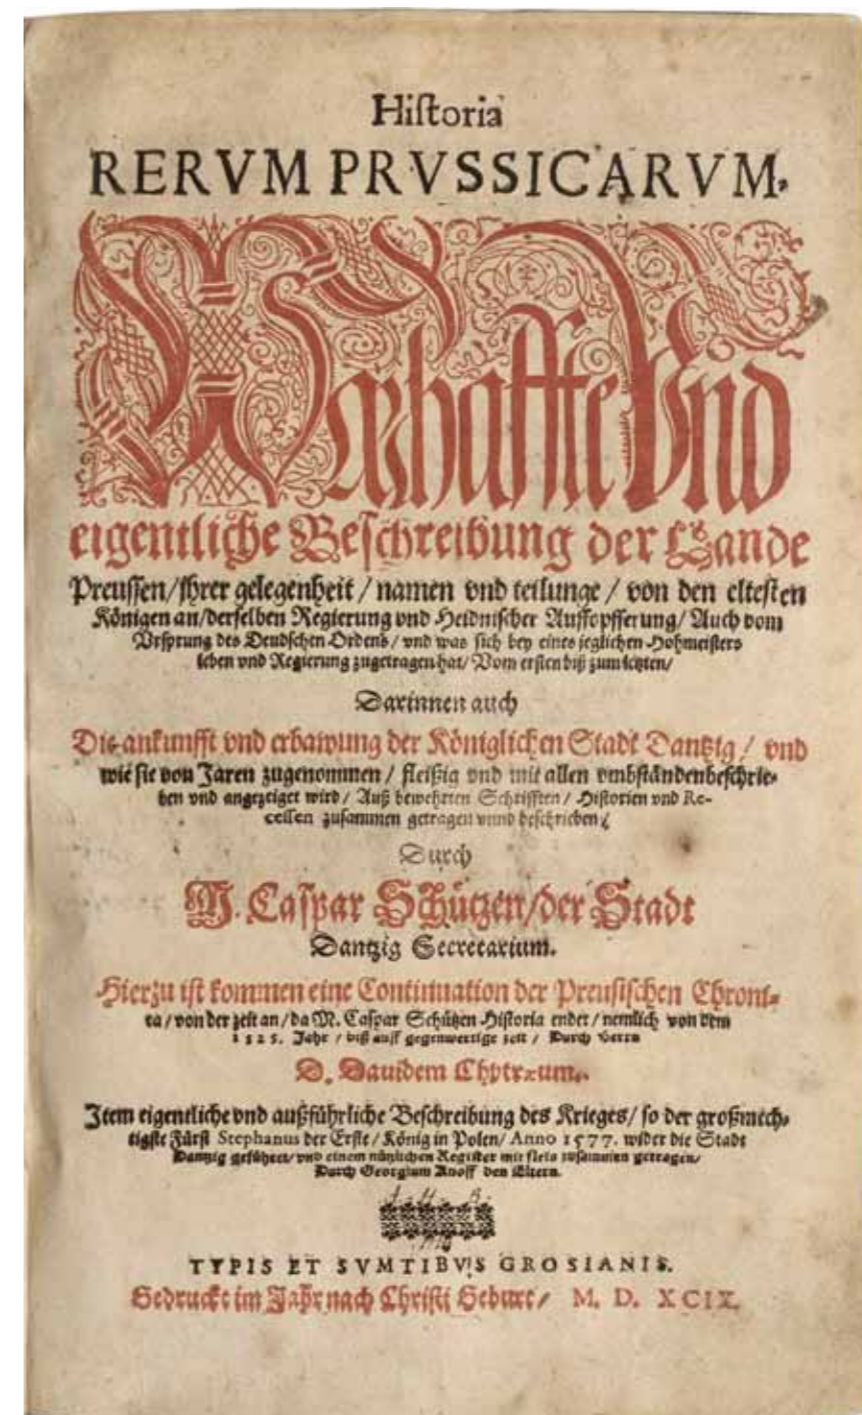 Historia
RERVM PRVSSICARVM.
Warhaffte Vnd
eigentliche Beschreibung der Lande
Preussen/ jhrer gelegenheit/ namen vnd teilunge/ von den eltesten
Königen an/ derselben Regierung vnd Heidnischer Auffopfferung/ Auch vom
Vrsprung des Deudschen Ordens/ vnd was sich bey eines jeglichen Hohmeisters
leben vnd Regierung zugetragen hat/ Vom ersten biß zum letzten/
Darinnen auch
Die ankunfft vnd erbawung der Königlichen Stadt Dantzig/ vnd
wie sie von Jaren zugenommen/ fleißig vnd mit allen vmbständen beschrie-
ben vnd angezeiget wird/ Auß bewehrten Schrifften/ Historien vnd Re-
cessen zusammen getragen vnnd beschrieben/
Durch
M. Caspar Schützen/ der Stadt
Dantzig Secretarium.
Hierzu ist kommen eine Continuation der Preusischen Chroni-
ca/ von der zeit an/ da M. Caspar Schützen Historia endet/ nemlich von dem
1525. Jahr/ biß auff gegenwertige zeit/ Durch Herrn
D. Dauidem Chytræum.
Item eigentliche vnd außführliche Beschreibung des Krieges/ so der großmech-
tigste Fürst Stephanus der Erste/ König in Polen/ Anno 1577. wider die Stadt
Dantzig geführet/ vnd einem nützlichen Register mit fleis zusammen getragen/
Durch Georgium Knoff den Eltern.
TYPIS ET SVMTIBVS GROSIANIS.
Gedruckt im Jahr nach Christi Geburt/ M. D. XCIX.